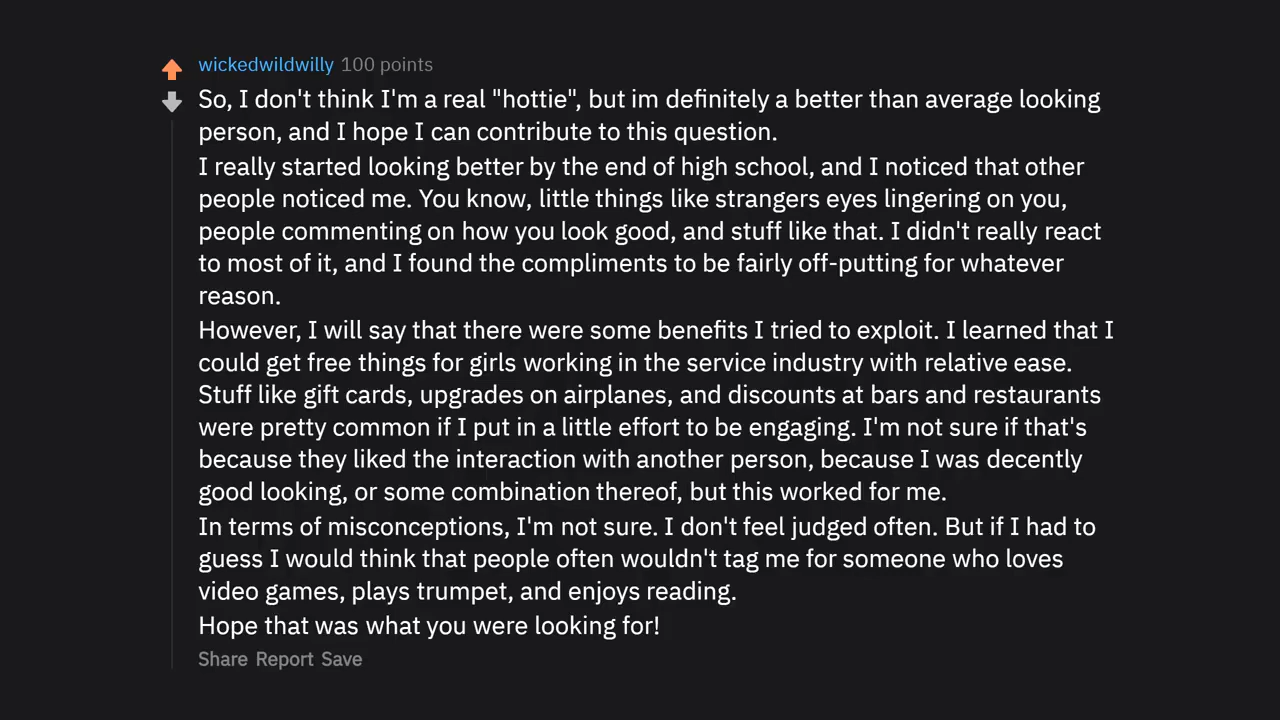 wickedwildwilly 100 points
So, I don't think I'm a real "hottie", but im definitely a better than average looking
person, and I hope I can contribute to this question.
I really started looking better by the end of high school, and I noticed that other
people noticed me. You know, little things like strangers eyes lingering on you,
people commenting on how you look good, and stuff like that. I didn't really react
to most of it, and I found the compliments to be fairly off-putting for whatever
reason.
However, I will say that there were some benefits I tried to exploit. I learned that I
could get free things for girls working in the service industry with relative ease.
Stuff like gift cards, upgrades on airplanes, and discounts at bars and restaurants
were pretty common if I put in a little effort to be engaging. I'm not sure if that's
because they liked the interaction with another person, because I was decently
good looking, or some combination thereof, but this worked for me.
In terms of misconceptions, I'm not sure. I don't feel judged often. But if I had to
guess I would think that people often wouldn't tag me for someone who loves
video games, plays trumpet, and enjoys reading.
Hope that was what you were looking for!
Share Report Save